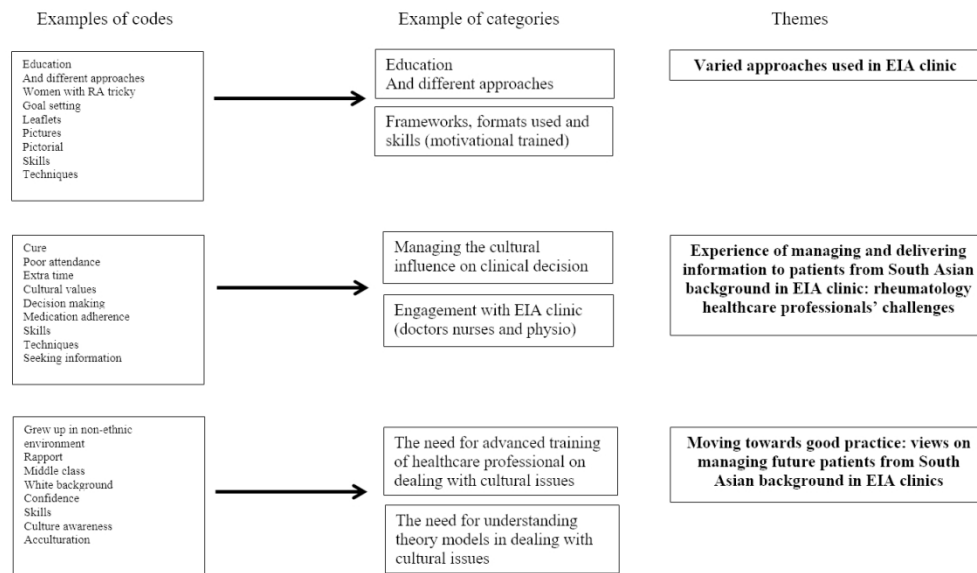 Examples of codes
Example of categories
Themes
Education
And different approaches
Women with RA tricky
Goal setting
Leaflets
Pictures
Pictorial
Skills
Techniques
Education
And different approaches
Frameworks, formats used and
skills (motivational trained)
Varied approaches used in EIA clinic
Cure
Poor attendance
Extra time
Cultural values
Decision making
Medication adherence
Skills
Techniques
Seeking information
Managing the cultural
influence on clinical decision
Engagement with EIA clinic
(doctors nurses and physio)
Experience of managing and delivering
information to patients from South Asian
background in EIA clinic: rheumatology
healthcare professionals’ challenges
Grew up in non-ethnic
environment
Rapport
Middle class
White background
Confidence
Skills
Culture awareness
Acculturation
The need for advanced training
of healthcare professional on
dealing with cultural issues
The need for understanding
theory models in dealing with
cultural issues
Moving towards good practice: views on
managing future patients from South
Asian background in EIA clinics